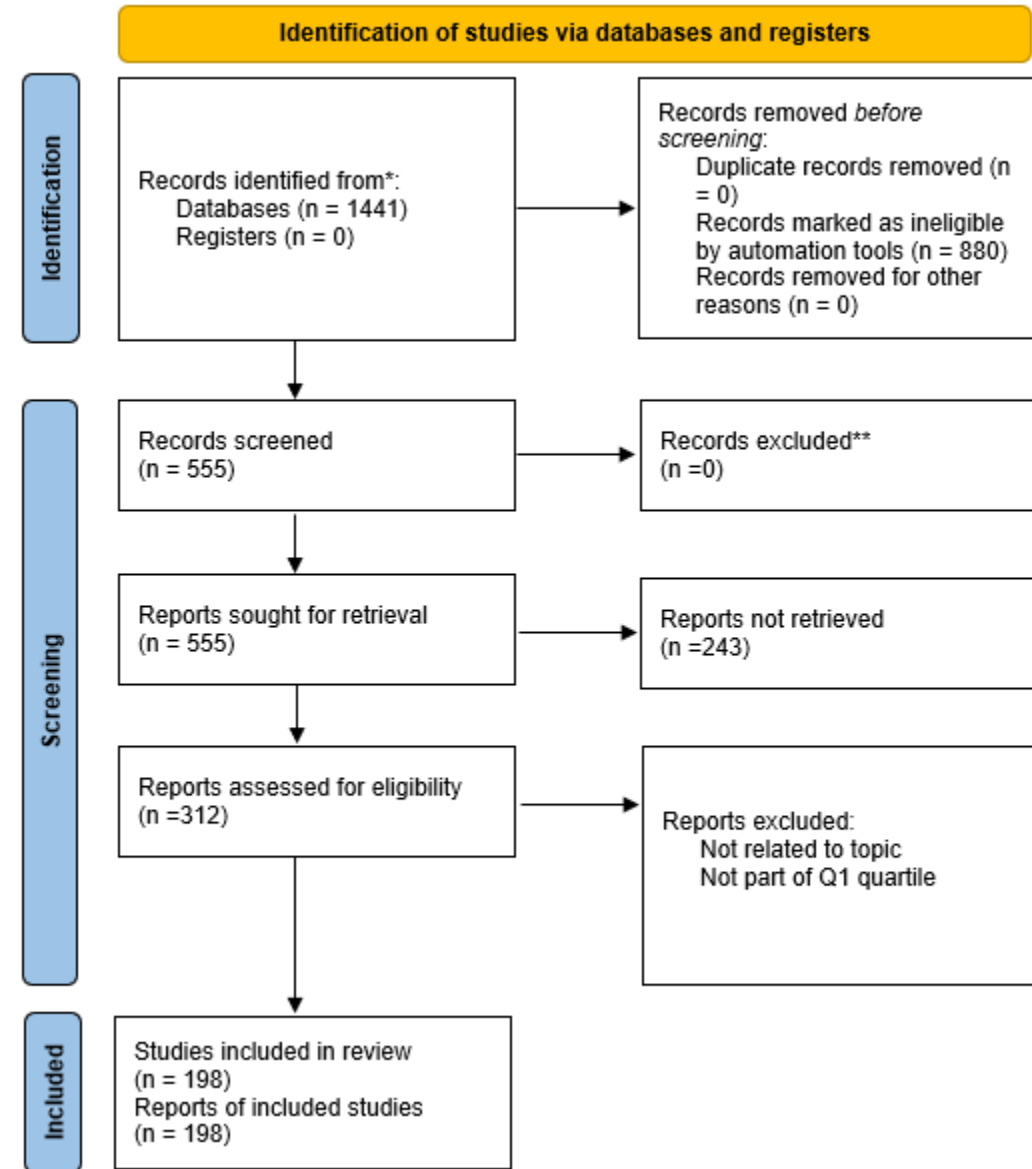 Identification of studies via databases and registers
Identification
Records identified from*:
Databases (n = 1441)
Registers (n = 0)
Records removed before
screening:
Duplicate records removed (n
= 0)
Records marked as ineligible
by automation tools (n = 880)
Records removed for other
reasons (n = 0)
Screening
Records screened
(n = 555)
Records excluded**
(n =0)
Reports sought for retrieval
(n = 555)
Reports not retrieved
(n =243)
Reports assessed for eligibility
(n =312)
Reports excluded:
Not related to topic
Not part of Q1 quartile
Included
Studies included in review
(n = 198)
Reports of included studies
(n = 198)